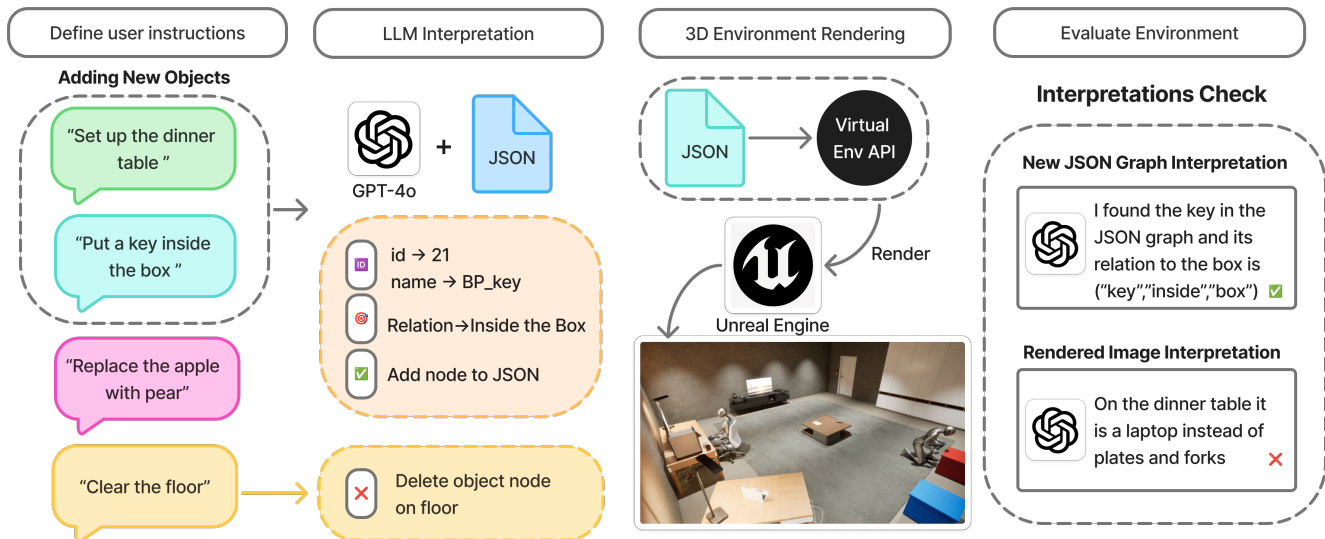 Define user instructions
LLM Interpretation
3D Environment Rendering
Evaluate Environment
Adding New Objects
“Set up the dinner
table ”
“Put a key inside
the box ”
“Replace the apple
with pear”
“Clear the floor”
GPT-4o
+
JSON
ID
id → 21
name → BP_key
Relation→Inside the Box
Add node to JSON
Delete object node
on floor
JSON
Virtual
Env API
Render
Unreal Engine
Interpretations Check
New JSON Graph Interpretation
I found the key in the
JSON graph and its
relation to the box is
(“key”,”inside”,”box”) ✅
Rendered Image Interpretation
On the dinner table it
is a laptop instead of
plates and forks ❌